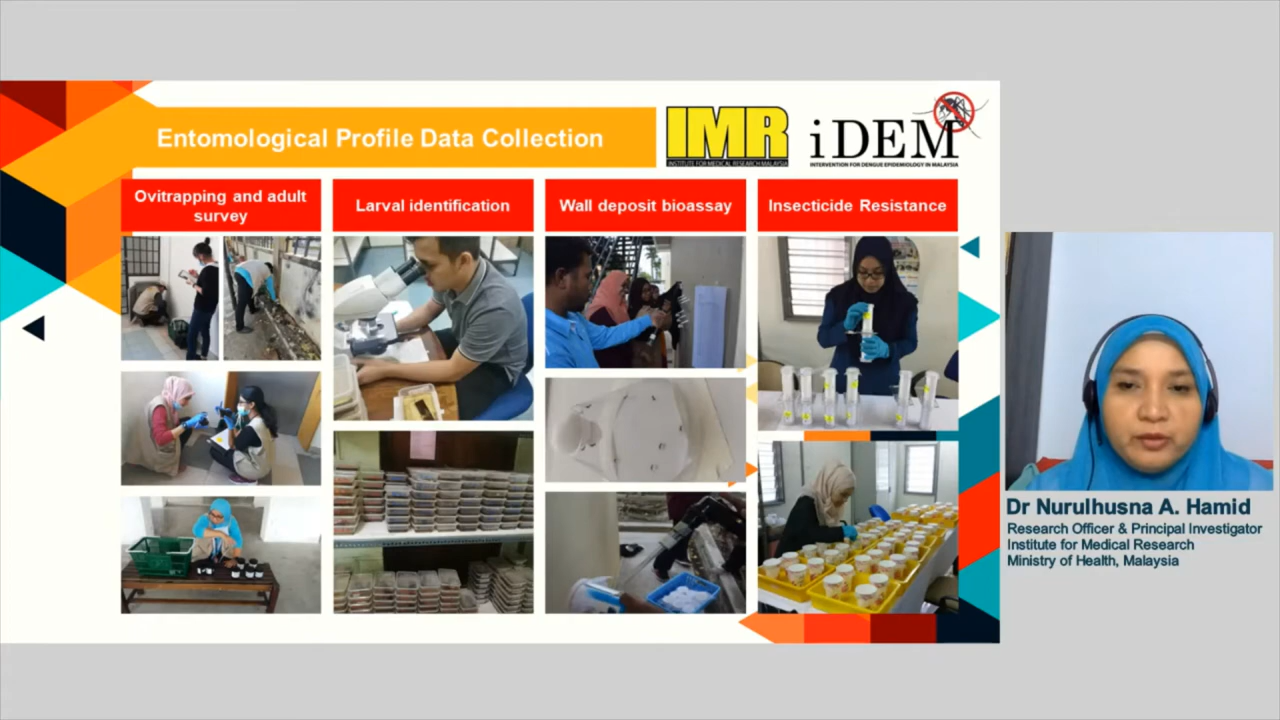 Entomological Profile Data Collection
IMR
INSTITUTE FOR MEDICAL RESEARCH MALAYSIA
iDEM
INTERVENTION FOR DENGUE EPIDEMIOLOGY IN MALAYSIA
Ovitrapping and adult
survey
Larval identification
Wall deposit bioassay
Insecticide Resistance
Dr Nurulhusna A. Hamid
Research Officer & Principal Investigator
Institute for Medical Research
Ministry of Health, Malaysia